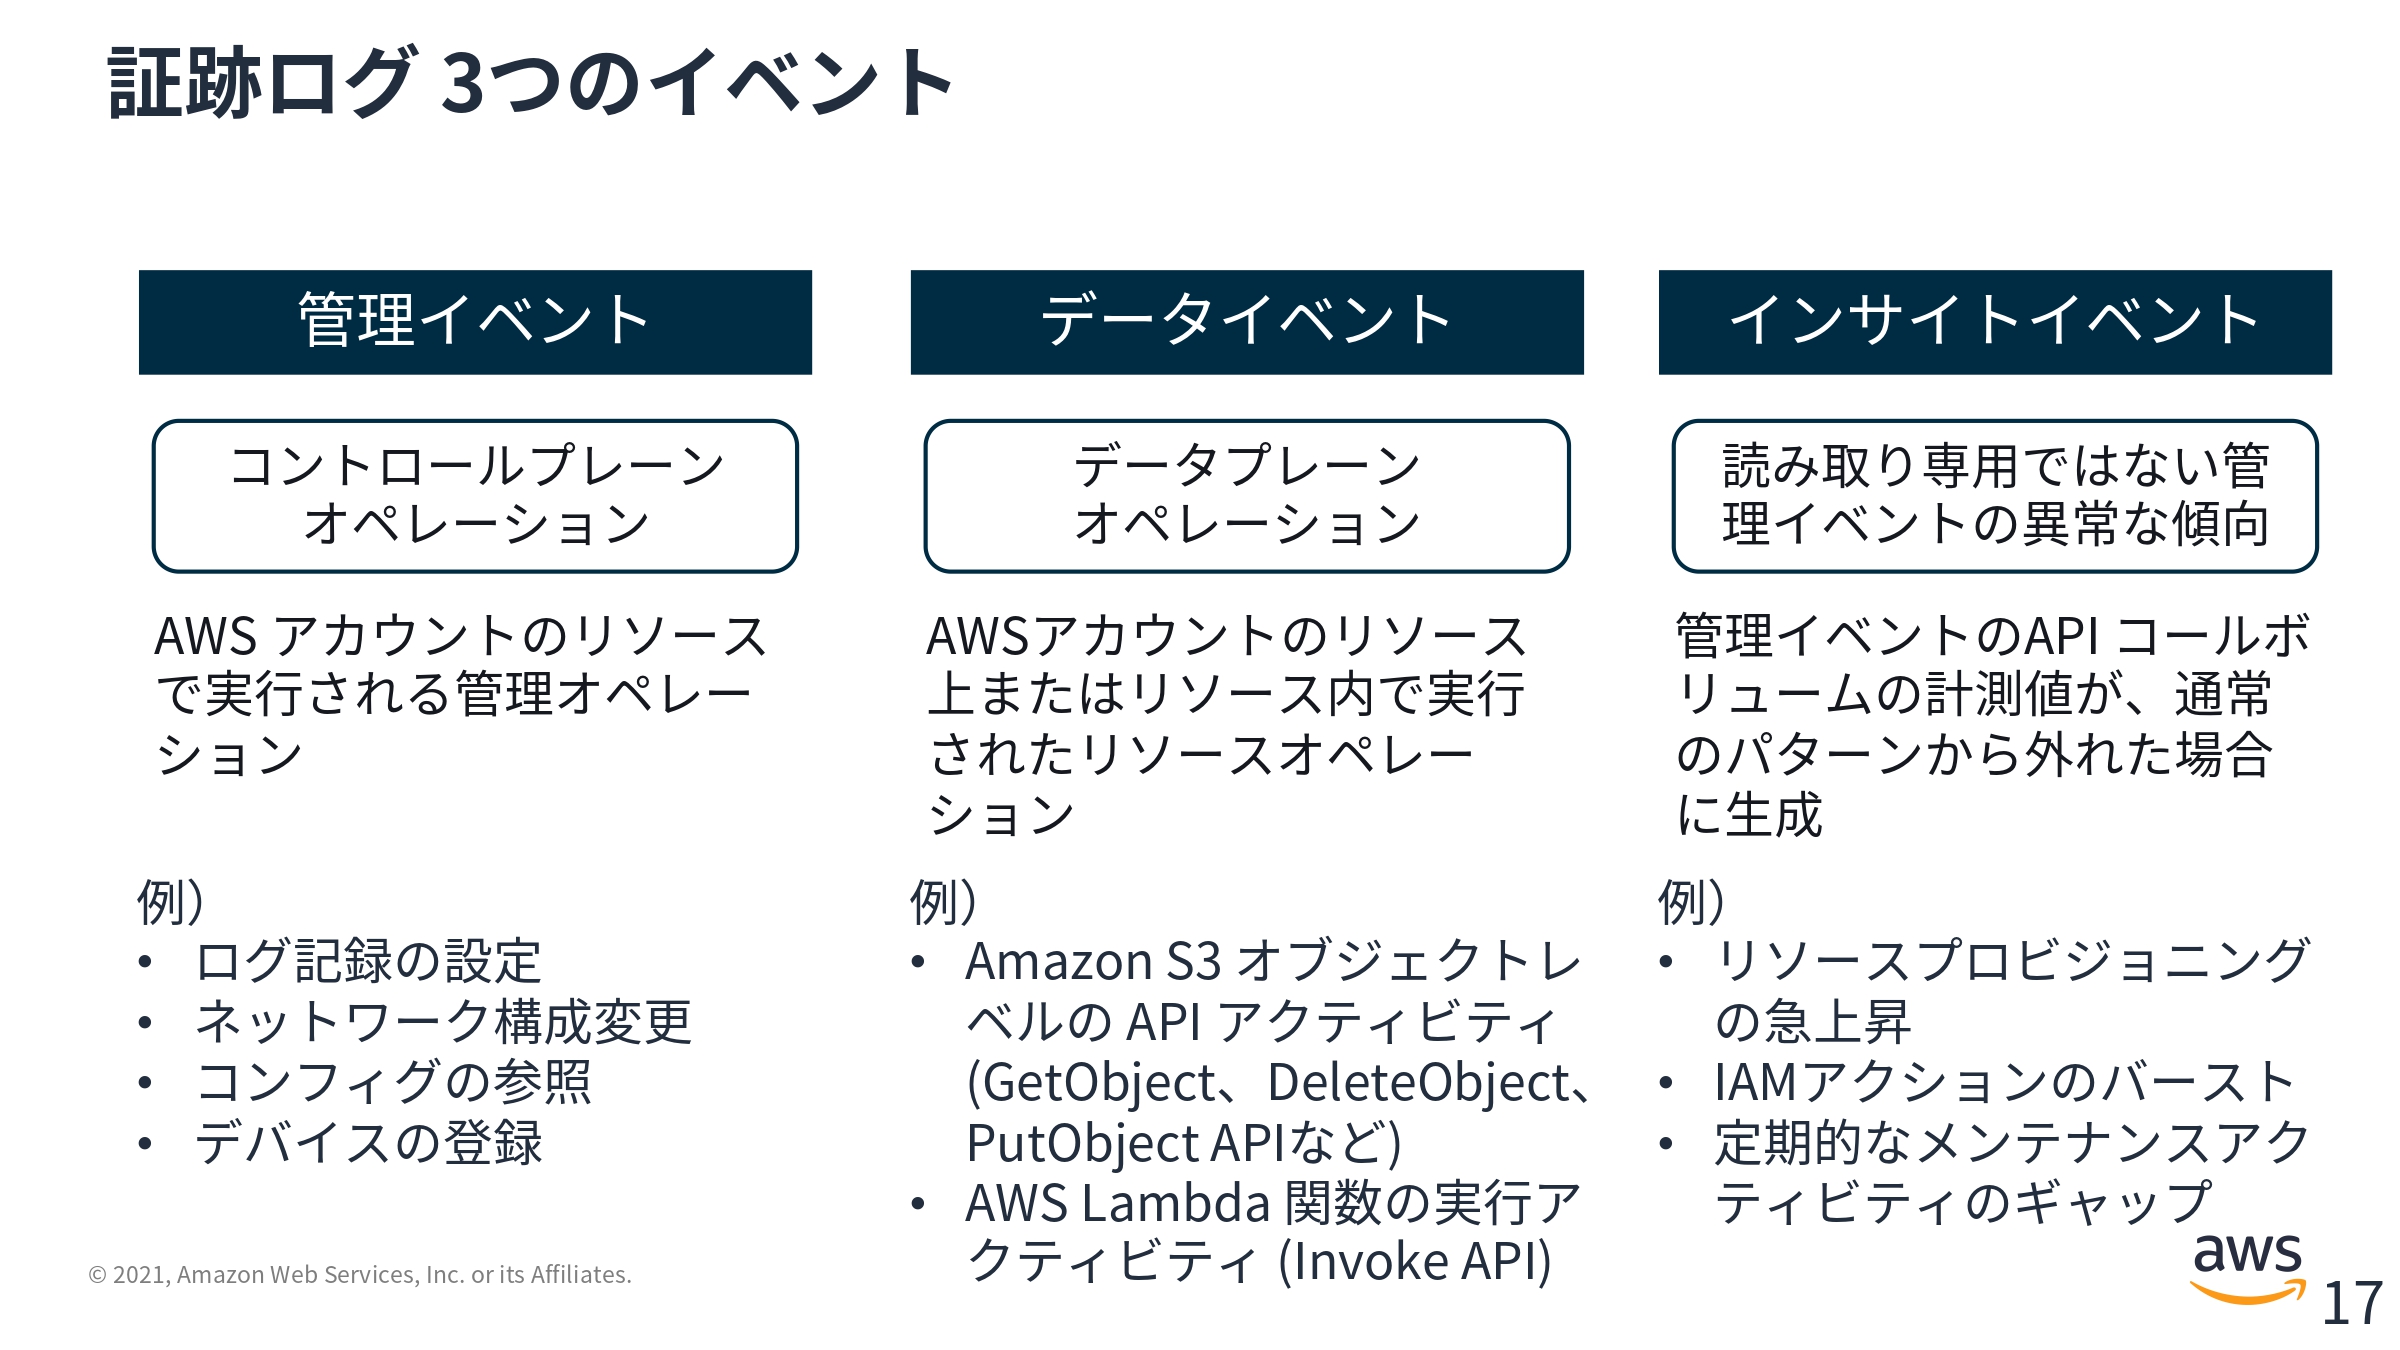 証跡ログ 3つのイベント
管理イベント
コントロールプレーン
オペレーション
AWS アカウントのリソース
で実行される管理オペレー
ション
例）
• ログ記録の設定
• ネットワーク構成変更
• コンフィグの参照
• デバイスの登録
データイベント
データプレーン
オペレーション
AWSアカウントのリソース
上またはリソース内で実行
されたリソースオペレー
ション
例）
• Amazon S3 オブジェクトレ
ベルの API アクティビティ
(GetObject、DeleteObject、
PutObject APIなど)
• AWS Lambda 関数の実行ア
クティビティ (Invoke API)
インサイトイベント
読み取り専用ではない管
理イベントの異常な傾向
管理イベントのAPI コールボ
リュームの計測値が、通常
のパターンから外れた場合
に生成
例）
• リソースプロビジョニング
の急上昇
• IAMアクションのバースト
• 定期的なメンテナンスアク
ティビティのギャップ
© 2021, Amazon Web Services, Inc. or its Affiliates.
aws
17